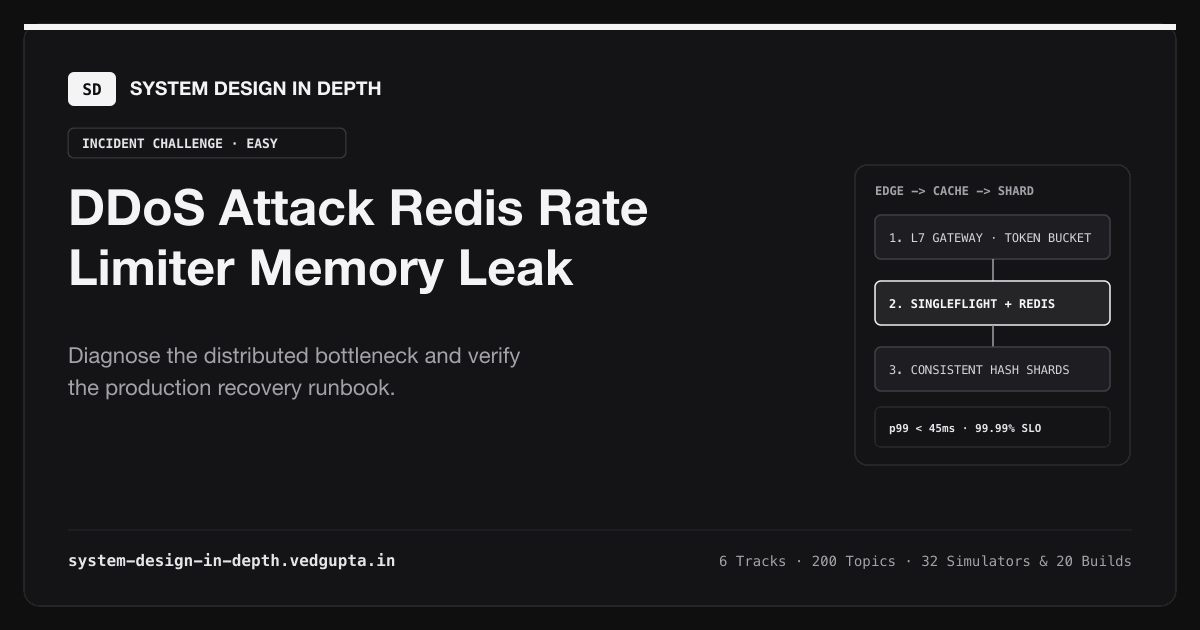 SD SYSTEM DESIGN IN DEPTH
INCIDENT CHALLENGE · EASY
DDoS Attack Redis Rate
Limiter Memory Leak
Diagnose the distributed bottleneck and verify
the production recovery runbook.
EDGE -> CACHE -> SHARD
1. L7 GATEWAY · TOKEN BUCKET
2. SINGLEFLIGHT + REDIS
3. CONSISTENT HASH SHARDS
p99 < 45ms · 99.99% SLO
system-design-in-depth.vedgupta.in
6 Tracks · 200 Topics · 32 Simulators & 20 Builds